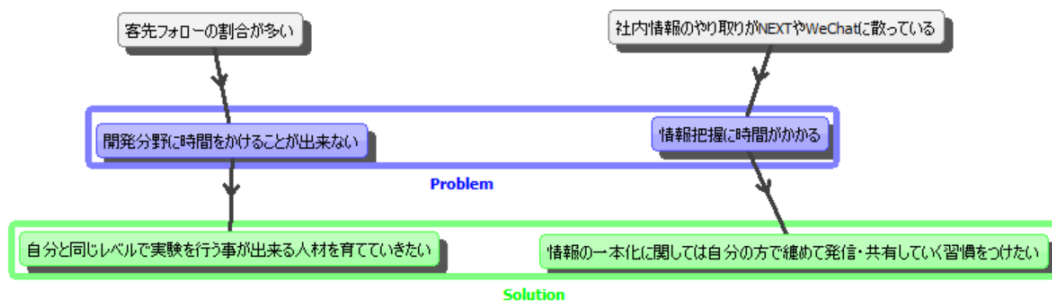 客先フォローの割合が多い
社内情報のやり取りがNEXTやWeChatに散っている
開発分野に時間をかけることが出来ない
情報把握に時間がかかる
Problem
自分と同じレベルで実験を行う事が出来る人材を育てていきたい
情報の一本化に関しては自分の方で纏めて発信・共有していく習慣をつけたい
Solution